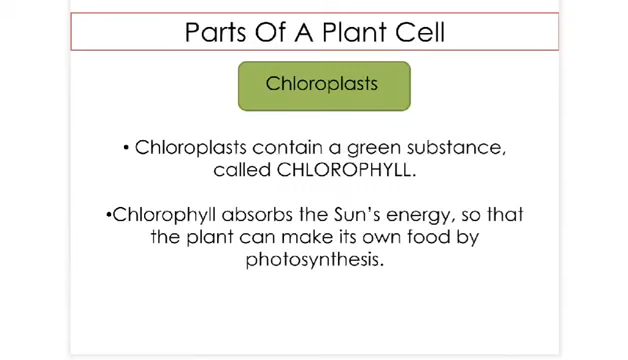 Parts Of A Plant Cell
Chloroplasts
• Chloroplasts contain a green substance,
called CHLOROPHYLL.
•Chlorophyll absorbs the Sun's energy, so that
the plant can make its own food by
photosynthesis.